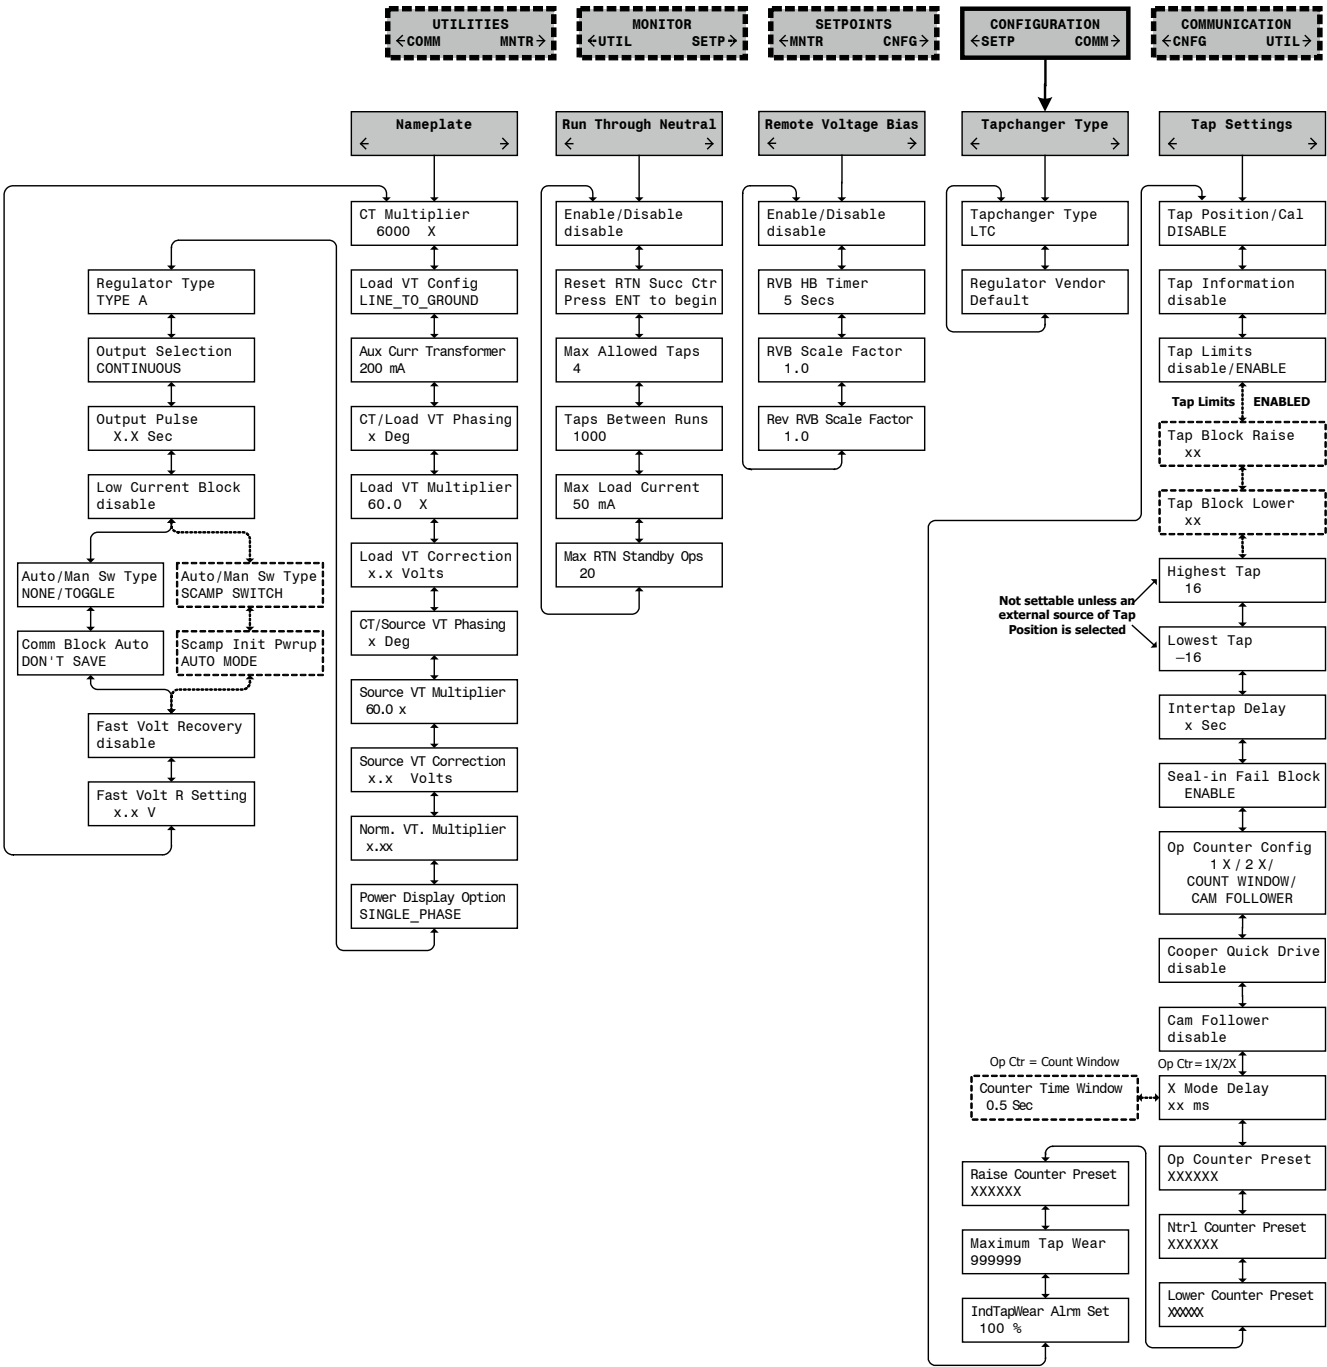 UTILITIES
←COMM MNTR→
MONITOR
←UTIL SETP→
SETPOINTS
←MNTR CNFG→
CONFIGURATION
←SETP COMM→
COMMUNICATION
←CNFG UTIL→
Nameplate
← →
Run Through Neutral
← →
Remote Voltage Bias
← →
Tapchanger Type
← →
Tap Settings
← →
Regulator Type
TYPE A
Output Selection
CONTINUOUS
Output Pulse
X.X Sec
Low Current Block
disable
Auto/Man Sw Type
NONE/TOGGLE
Auto/Man Sw Type
SCAMP SWITCH
Comm Block Auto
DON'T SAVE
Scamp Init Pwrup
AUTO MODE
Fast Volt Recovery
disable
Fast Volt R Setting
x.x V
CT Multiplier
6000 X
Load VT Config
LINE_TO_GROUND
Aux Curr Transformer
200 mA
CT/Load VT Phasing
x Deg
Load VT Multiplier
60.0 X
Load VT Correction
x.x Volts
CT/Source VT Phasing
x Deg
Source VT Multiplier
60.0 x
Source VT Correction
x.x Volts
Norm. VT. Multiplier
x.xx
Power Display Option
SINGLE_PHASE
Enable/Disable
disable
Reset RTN Succ Ctr
Press ENT to begin
Max Allowed Taps
4
Taps Between Runs
1000
Max Load Current
50 mA
Max RTN Standby Ops
20
Enable/Disable
disable
RVB HB Timer
5 Secs
RVB Scale Factor
1.0
Rev RVB Scale Factor
1.0
Tapchanger Type
LTC
Regulator Vendor
Default
Tap Position/Cal
DISABLE
Tap Information
disable
Tap Limits
disable/ENABLE
Tap Limits ENABLED
Tap Block Raise
xx
Tap Block Lower
xx
Highest Tap
16
Not settable unless an
external source of Tap
Position is selected
Lowest Tap
–16
Intertap Delay
x Sec
Seal-in Fail Block
ENABLE
Op Counter Config
1 X / 2 X/
COUNT WINDOW/
CAM FOLLOWER
Cooper Quick Drive
disable
Cam Follower
disable
Op Ctr = Count Window
Op Ctr = 1X/2X
Counter Time Window
0.5 Sec
X Mode Delay
xx ms
Op Counter Preset
XXXXXX
Ntrl Counter Preset
XXXXXX
Lower Counter Preset
XXXXXX
Raise Counter Preset
XXXXXX
Maximum Tap Wear
999999
IndTapWear Alrm Set
100 %